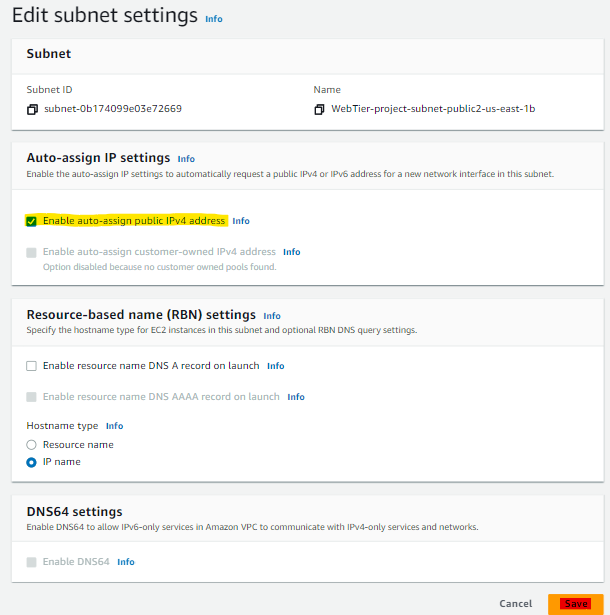 Edit subnet settings Info
Subnet
Subnet ID Name
subnet-0b174099e03e72669 WebTier-project-subnet-public2-us-east-1b
Auto-assign IP settings Info
Enable the auto-assign IP settings to automatically request a public IPv4 or IPv6 address for a new network interface in this subnet.
Enable auto-assign public IPv4 address Info
Enable auto-assign customer-owned IPv4 address Info
Option disabled because no customer owned pools found.
Resource-based name (RBN) settings Info
Specify the hostname type for EC2 instances in this subnet and optional RBN DNS query settings.
Enable resource name DNS A record on launch Info
Enable resource name DNS AAAA record on launch Info
Hostname type Info
Resource name
IP name
DNS64 settings
Enable DNS64 to allow IPv6-only services in Amazon VPC to communicate with IPv4-only services and networks.
Enable DNS64 Info
Cancel Save